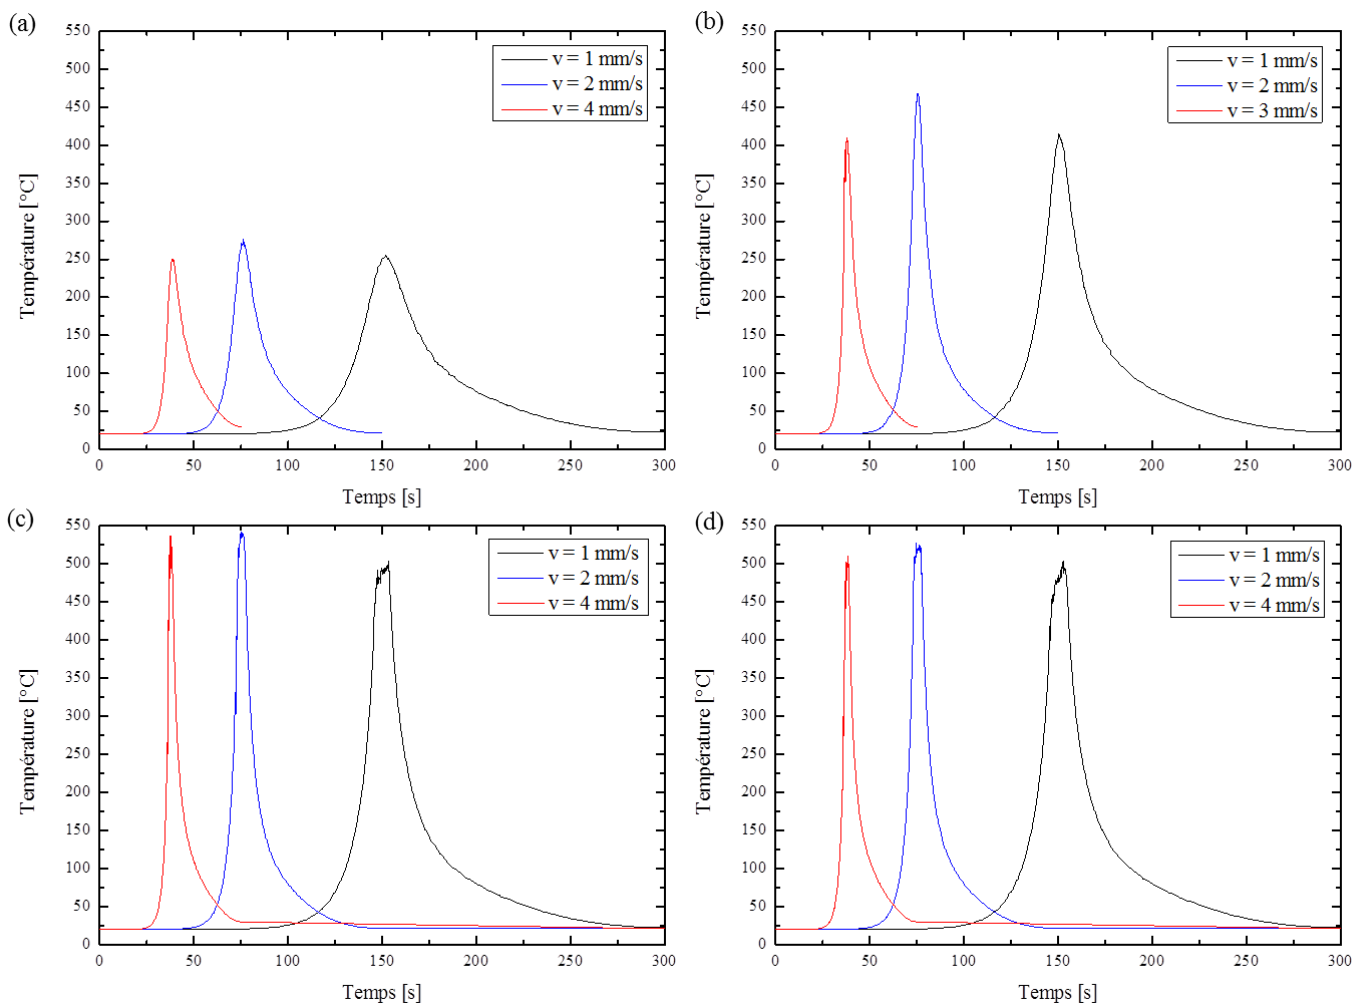 (a)
550
500
450
400
350
300
250
200
150
100
50
0
Température [°C]
v = 1 mm/s
v = 2 mm/s
v = 4 mm/s
0 50 100 150 200 250 300
Temps [s]
(b)
550
500
450
400
350
300
250
200
150
100
50
0
Température [°C]
v = 1 mm/s
v = 2 mm/s
v = 3 mm/s
0 50 100 150 200 250 300
Temps [s]
(c)
550
500
450
400
350
300
250
200
150
100
50
0
Température [°C]
v = 1 mm/s
v = 2 mm/s
v = 4 mm/s
0 50 100 150 200 250 300
Temps [s]
(d)
550
500
450
400
350
300
250
200
150
100
50
0
Température [°C]
v = 1 mm/s
v = 2 mm/s
v = 4 mm/s
0 50 100 150 200 250 300
Temps [s]